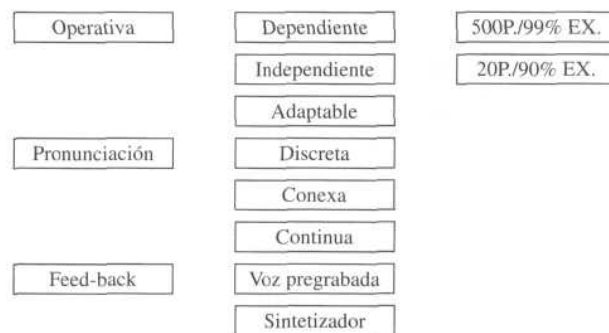 Operativa Dependiente 500P./99% EX.
Independiente 20P./90% EX.
Adaptable
Pronunciación Discreta
Conexa
Continua
Feed-back Voz pregrabada
Sintetizador